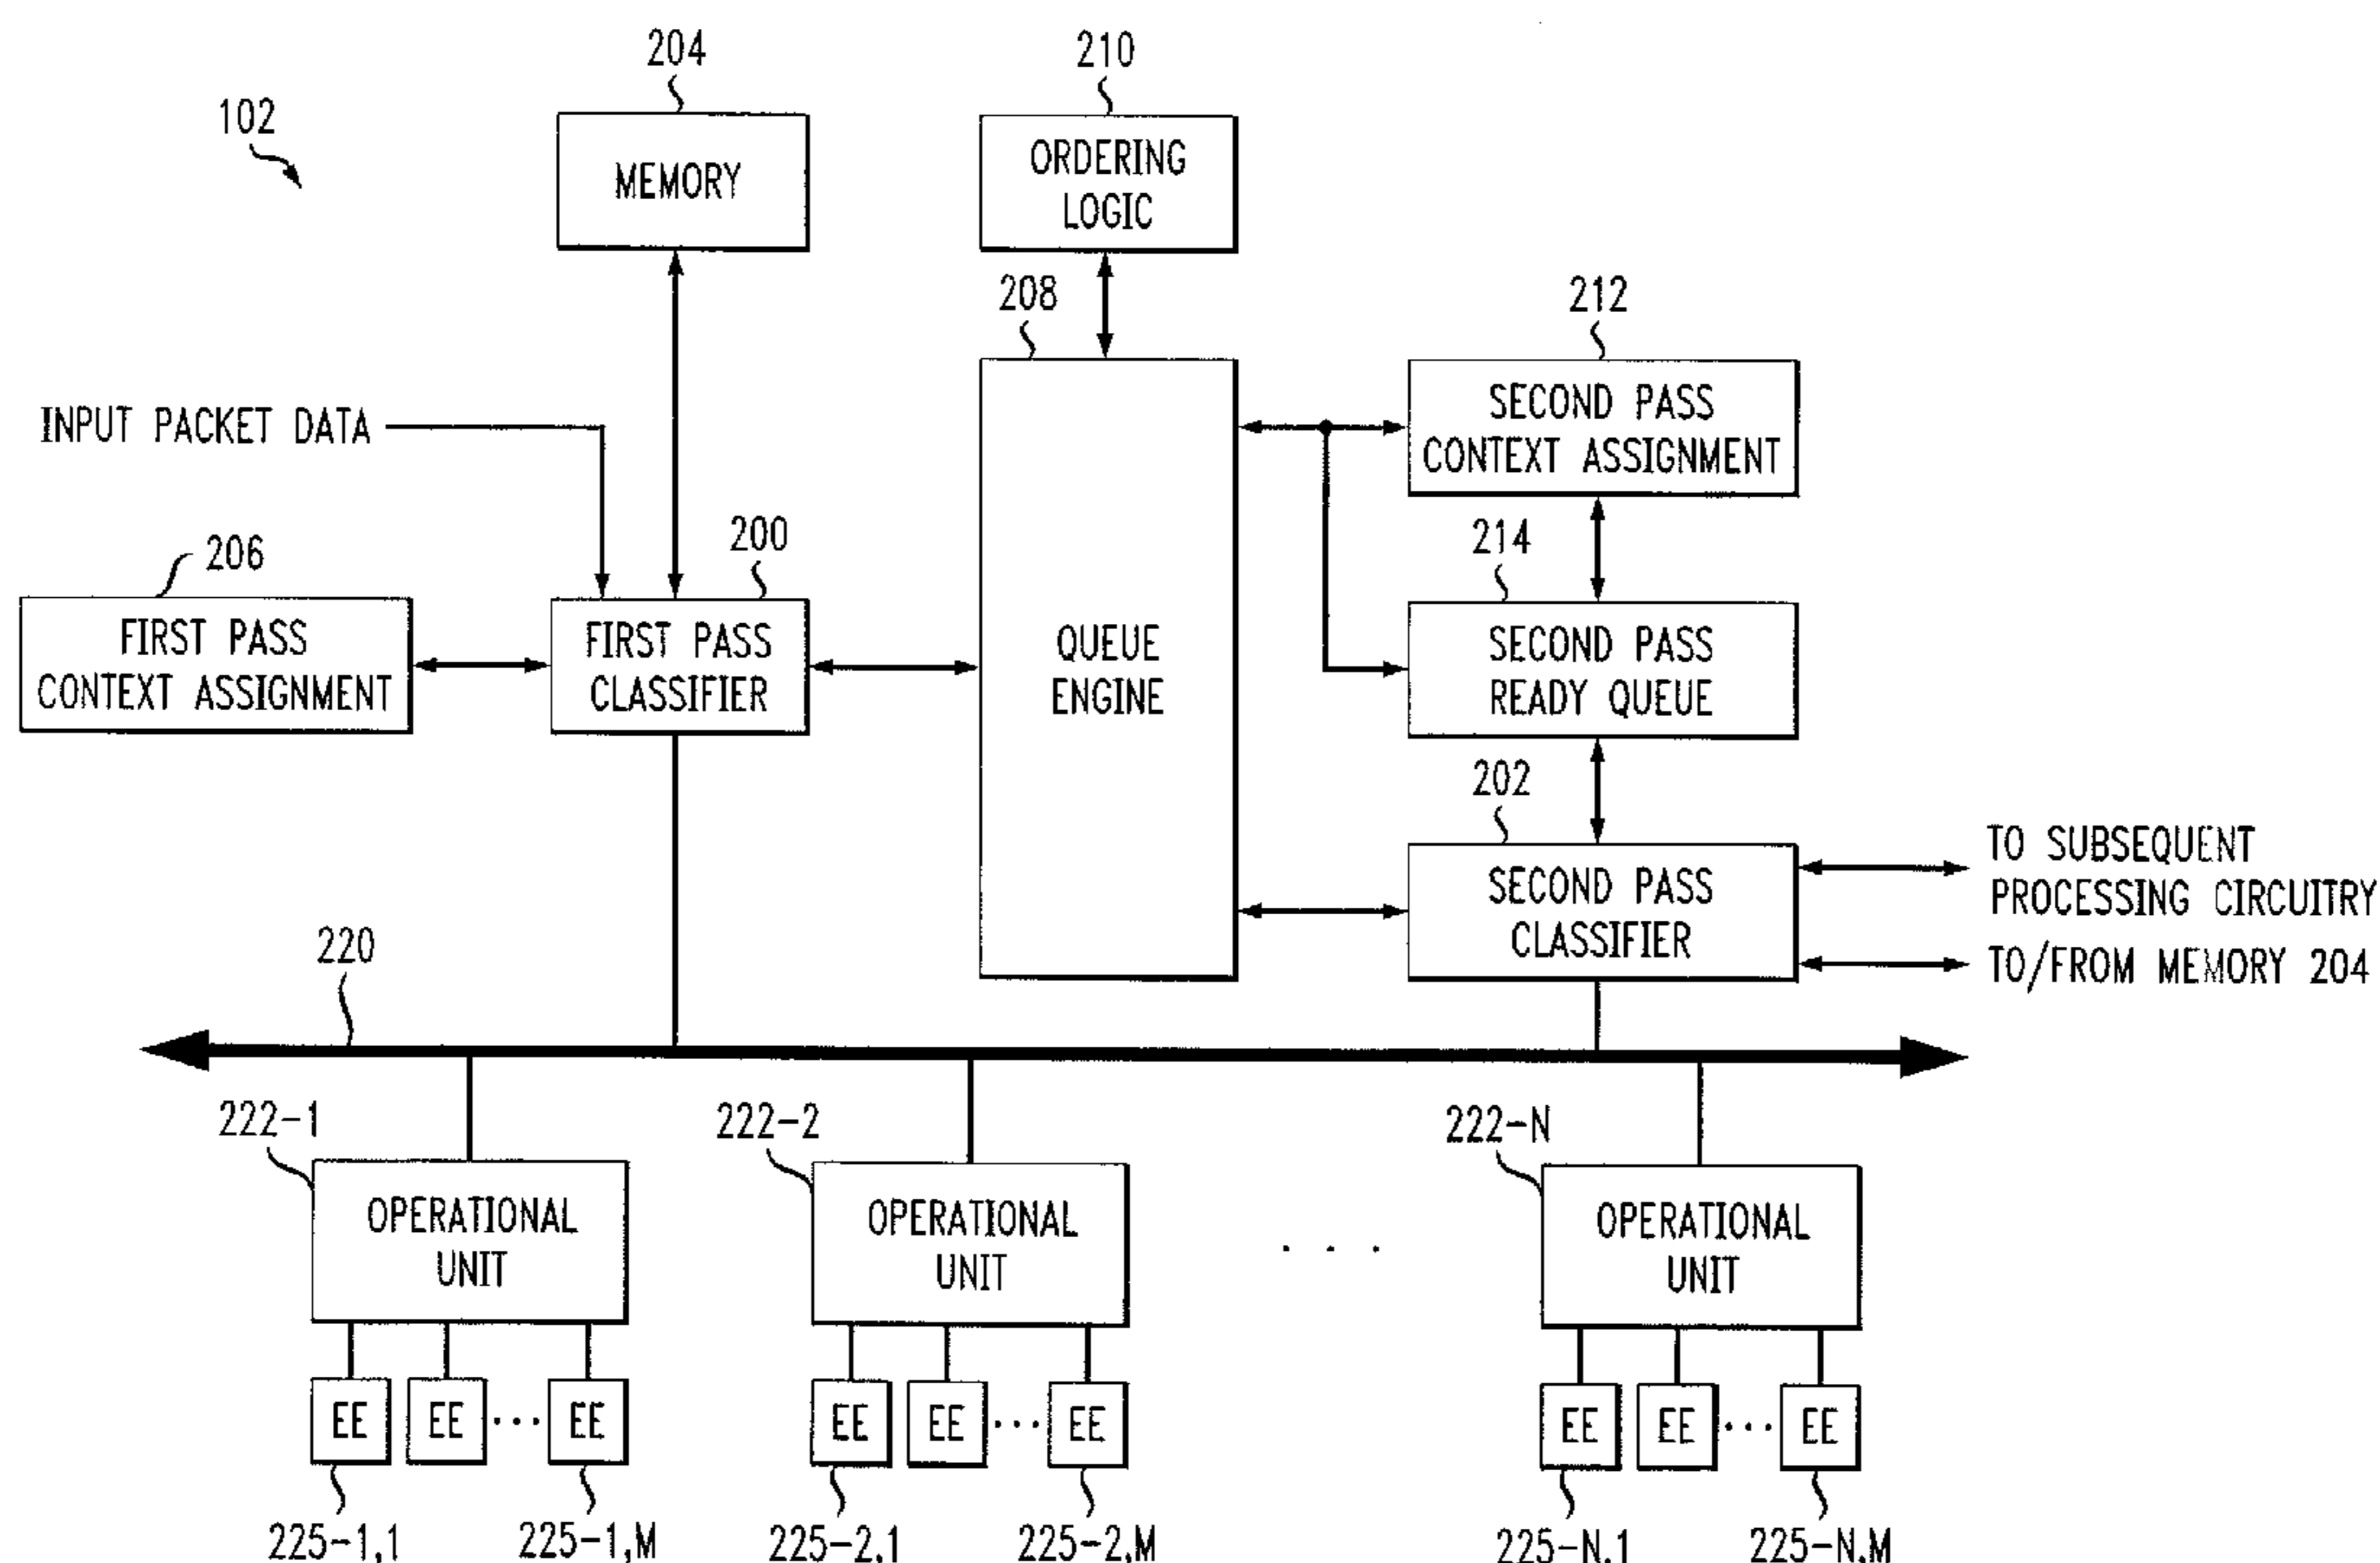 102
204
MEMORY
210
ORDERING
LOGIC
208
QUEUE
ENGINE
212
SECOND PASS
CONTEXT ASSIGNMENT
INPUT PACKET DATA
206
FIRST PASS
CONTEXT ASSIGNMENT
200
FIRST PASS
CLASSIFIER
214
SECOND PASS
READY QUEUE
202
SECOND PASS
CLASSIFIER
TO SUBSEQUENT
PROCESSING CIRCUITRY
TO/FROM MEMORY 204
220
222-1
OPERATIONAL
UNIT
222-2
OPERATIONAL
UNIT
. . .
222-N
OPERATIONAL
UNIT
EE EE ... EE
EE EE ... EE
EE EE ... EE
225-1,1
225-1,M
225-2,1
225-2,M
225-N,1
225-N,M